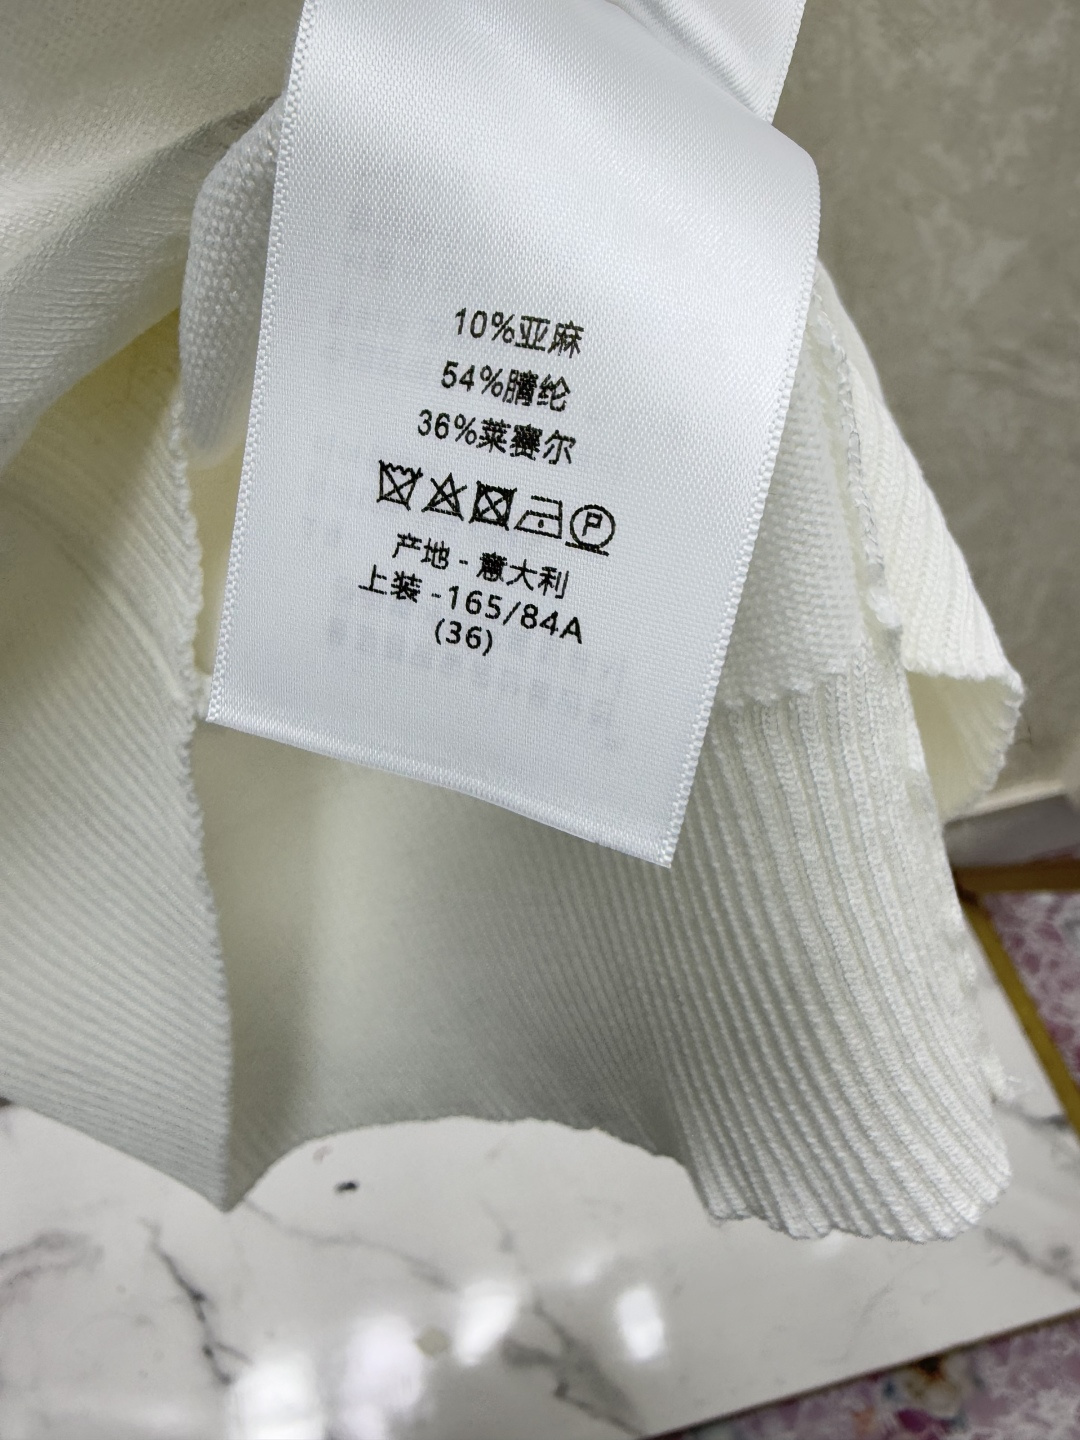 10%亚麻
54%腈纶
36%莱赛尔
P
产地 - 意大利
上装 -165/84A
(36)